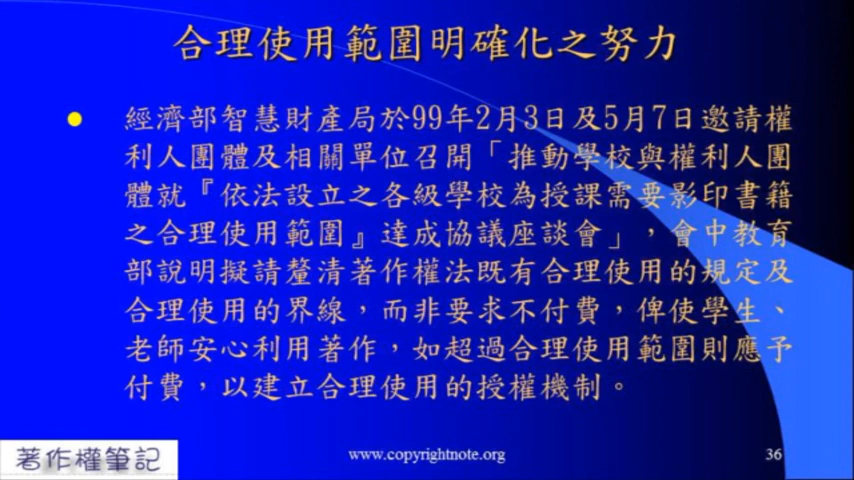 合理使用範圍明確化之努力
經濟部智慧財產局於99年2月3日及5月7日邀請權
利人團體及相關單位召開「推動學校與權利人團
體就『依法設立之各級學校為授課需要影印書籍
之合理使用範圍』達成協議座談會」，會中教育
部說明擬請釐清著作權法既有合理使用的規定及
合理使用的界線，而非要求不付費，俾使學生、
老師安心利用著作，如超過合理使用範圍則應予
付費，以建立合理使用的授權機制。
著作權筆記
www.copyrightnote.org
36